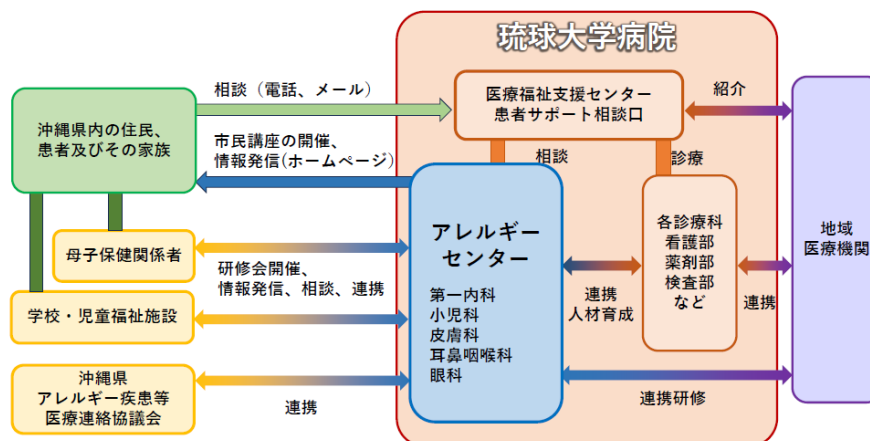 琉球大学病院
相談（電話、メール）
医療福祉支援センター
患者サポート相談口
紹介
沖縄県内の住民、
患者及びその家族
市民講座の開催、
情報発信(ホームページ)
相談
診療
アレルギー
センター
第一内科
小児科
皮膚科
耳鼻咽喉科
眼科
各診療科
看護部
薬剤部
検査部
など
地域
医療機関
母子保健関係者
研修会開催、
情報発信、相談、連携
連携
人材育成
連携
学校・児童福祉施設
沖縄県
アレルギー疾患等
医療連絡協議会
連携
連携研修